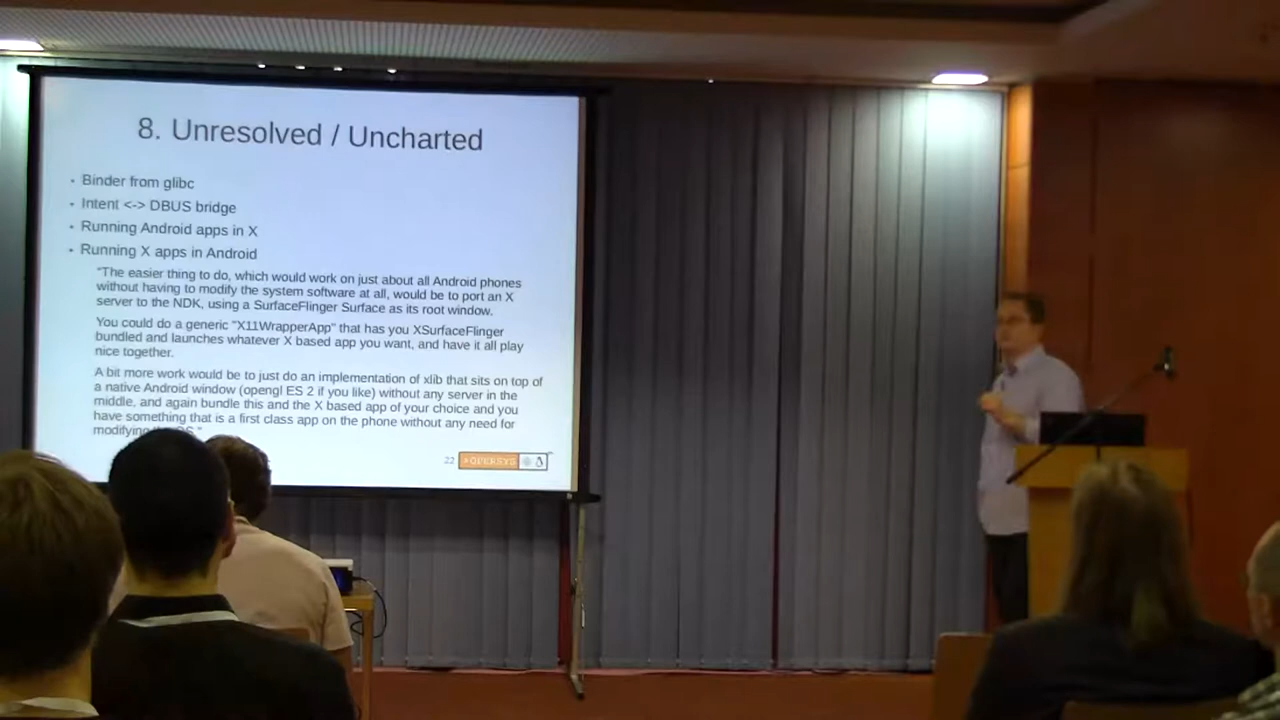 8. Unresolved / Uncharted
• Binder from glibc
• Intent <-> DBUS bridge
• Running Android apps in X
• Running X apps in Android
"The easier thing to do, which would work on just about all Android phones
without having to modify the system software at all, would be to port an X
server to the NDK, using a SurfaceFlinger Surface as its root window.
You could do a generic "X11WrapperApp" that has you XSurfaceFlinger
bundled and launches whatever X based app you want, and have it all play
nice together.
A bit more work would be to just do an implementation of xlib that sits on top of
a native Android window (opengl ES 2 if you like) without any server in the
middle, and again bundle this and the X based app of your choice and you
have something that is a first class app on the phone without any need for
modifying OS."
22 OPERSYS